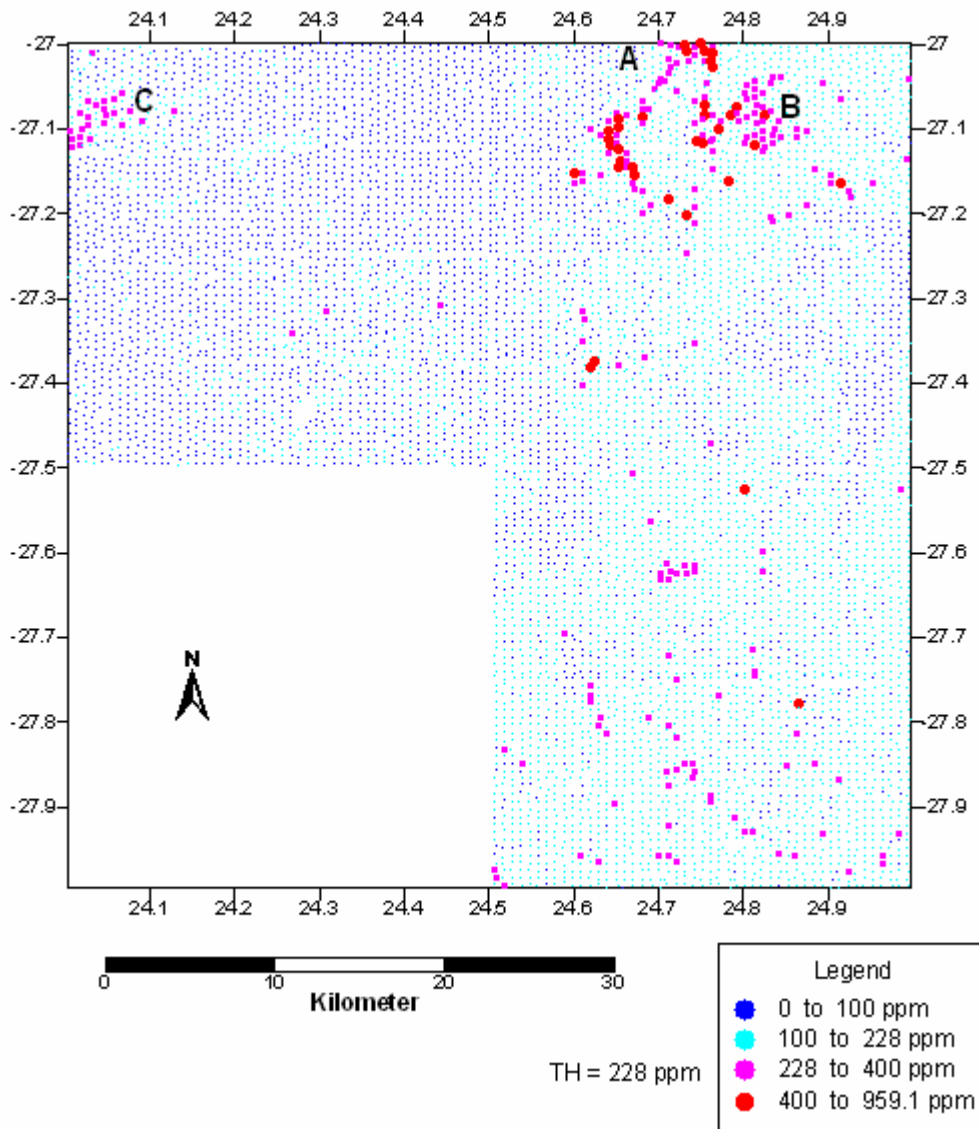 24.1 24.2 24.3 24.4 24.5 24.6 24.7 24.8 24.9
-27 -27
A
C B
-27.1 -27.1
-27.2 -27.2
-27.3 -27.3
-27.4 -27.4
-27.5 -27.5
-27.6 -27.6
-27.7 -27.7
N
-27.8 -27.8
-27.9 -27.9
24.1 24.2 24.3 24.4 24.5 24.6 24.7 24.8 24.9
0 10 20 30
Kilometer
Legend
0 to 100 ppm
100 to 228 ppm
TH = 228 ppm
228 to 400 ppm
400 to 959.1 ppm